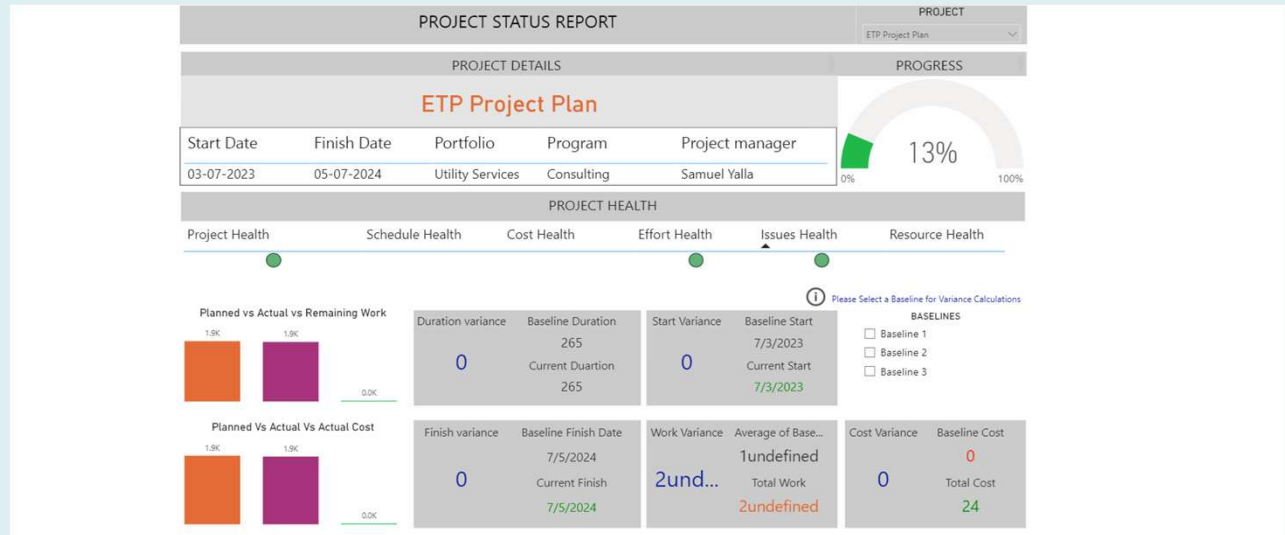 PROJECT STATUS REPORT
PROJECT
ETP Project Plan
PROJECT DETAILS
PROGRESS
ETP Project Plan
Start Date Finish Date Portfolio Program Project manager
03-07-2023 05-07-2024 Utility Services Consulting Samuel Yalla
13%
0% 100%
PROJECT HEALTH
Project Health Schedule Health Cost Health Effort Health Issues Health Resource Health
Please Select a Baseline for Variance Calculations
Planned vs Actual vs Remaining Work
1.9K 1.9K 0.0K
Duration variance
0
Baseline Duration
265
Current Duartion
265
Start Variance
0
Baseline Start
7/3/2023
Current Start
7/3/2023
BASELINES
Baseline 1
Baseline 2
Baseline 3
Planned Vs Actual Vs Actual Cost
1.9K 1.9K 0.0K
Finish variance
0
Baseline Finish Date
7/5/2024
Current Finish
7/5/2024
Work Variance
2und...
Average of Base...
1undefined
Total Work
2undefined
Cost Variance
0
Baseline Cost
0
Total Cost
24